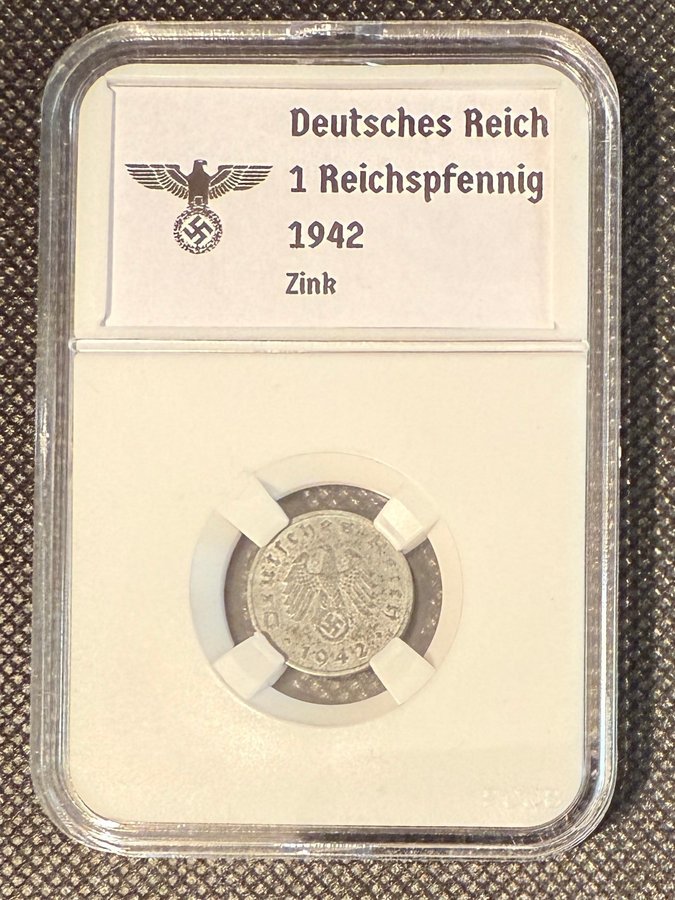 Deutsches Reich
1 Reichspfennig
1942
Zink
Deutsches Reich
1942